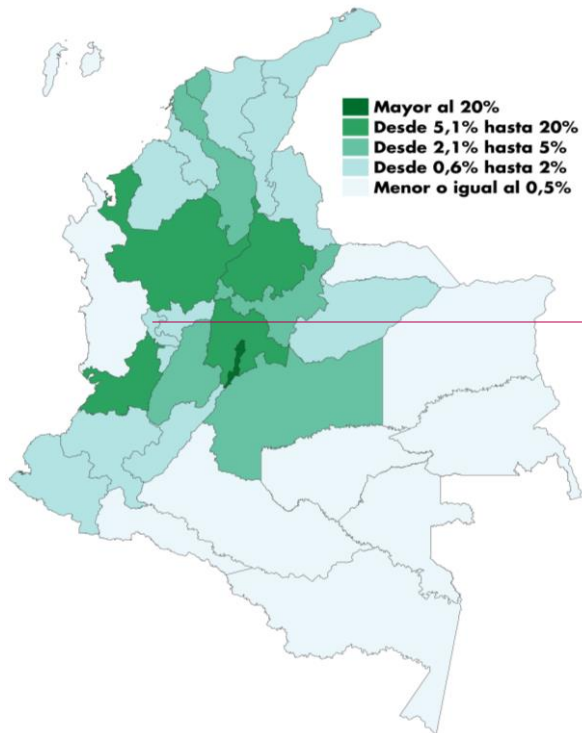 Mayor al 20%
Desde 5,1% hasta 20%
Desde 2,1% hasta 5%
Desde 0,6% hasta 2%
Menor o igual al 0,5%